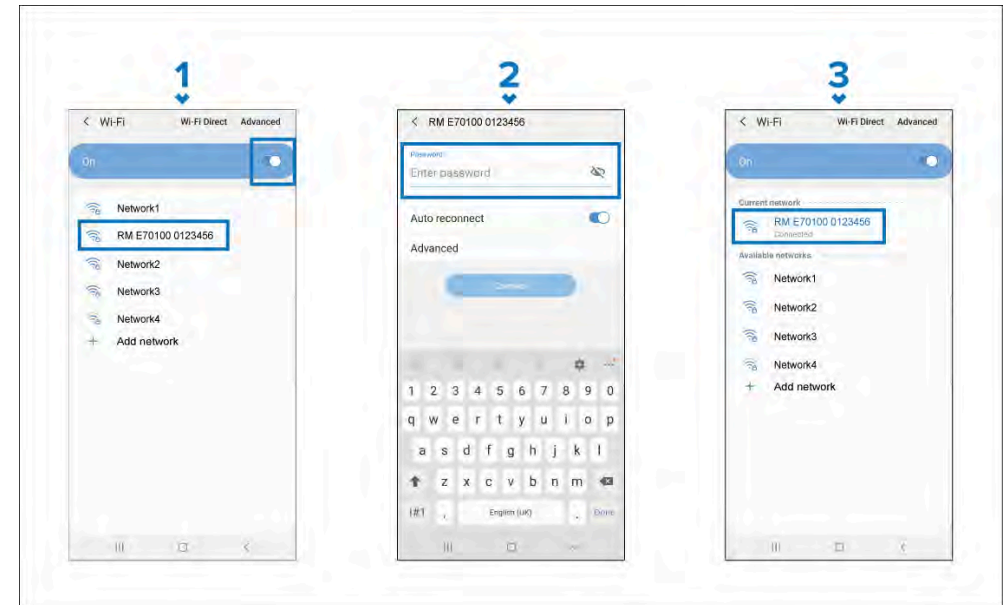 1
2
3
< Wi-Fi Wi-Fi Direct Advanced
On
Network1
RM E70100 0123456
Network2
Network3
Network4
+ Add network
< RM E70100 0123456
Password
Enter password
Auto reconnect
Advanced
Connect
1 2 3 4 5 6 7 8 9 0
q w e r t y u i o p
a s d f g h j k l
z x c v b n m
!#1 , English (UK) . Done
< Wi-Fi Wi-Fi Direct Advanced
On
Current network
RM E70100 0123456
Connected
Available networks
Network1
Network2
Network3
Network4
+ Add network